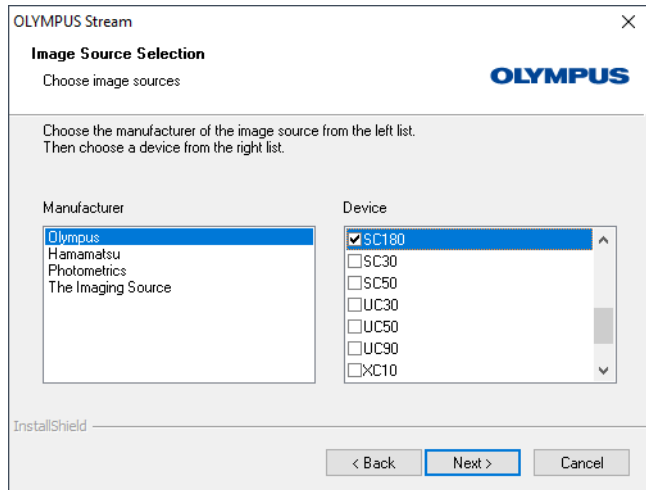 OLYMPUS Stream
Image Source Selection
Choose image sources
OLYMPUS
Choose the manufacturer of the image source from the left list.
Then choose a device from the right list.
Manufacturer
Olympus
Hamamatsu
Photometrics
The Imaging Source
Device
SC180
SC30
SC50
UC30
UC50
UC90
XC10
InstallShield
< Back
Next >
Cancel